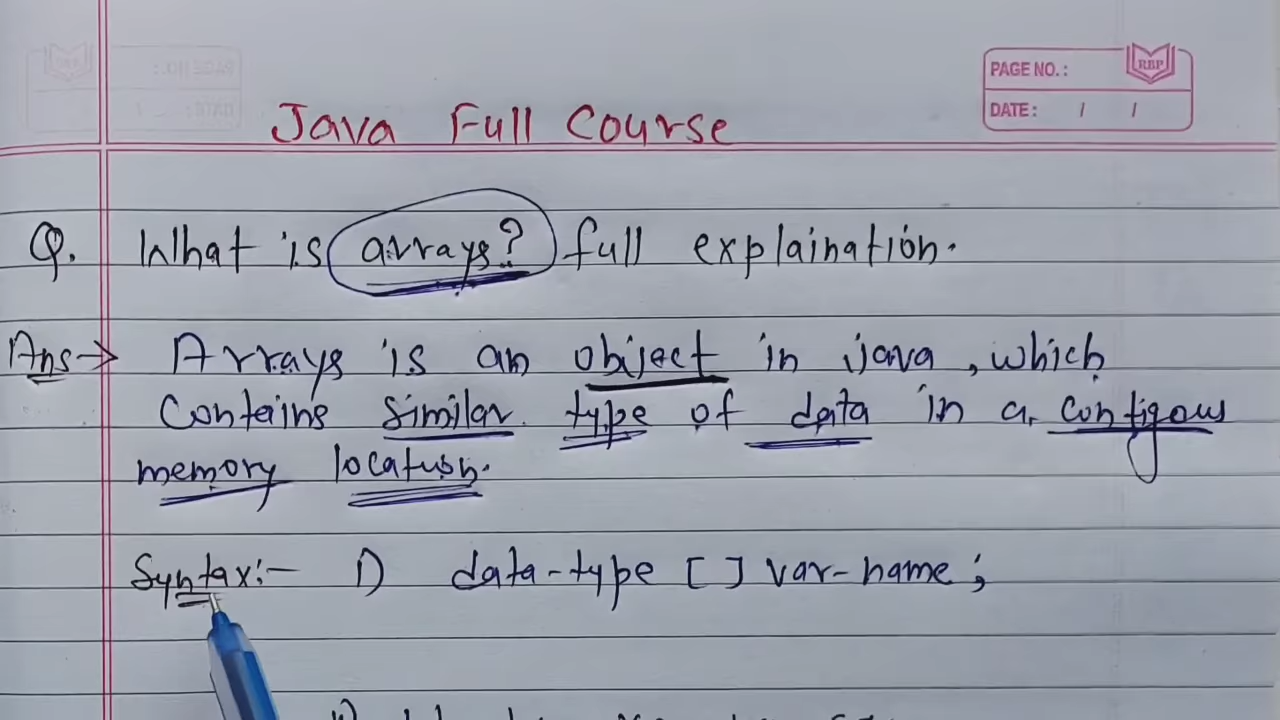 PAGE NO.:
RBP
DATE: / /
Java Full Course
Q. What is arrays? full explaination.
Ans → Arrays is an object in java, which
Contains similar type of data in a contigous
memory location.
Syntax:- 1) data-type [ ] var-name ;